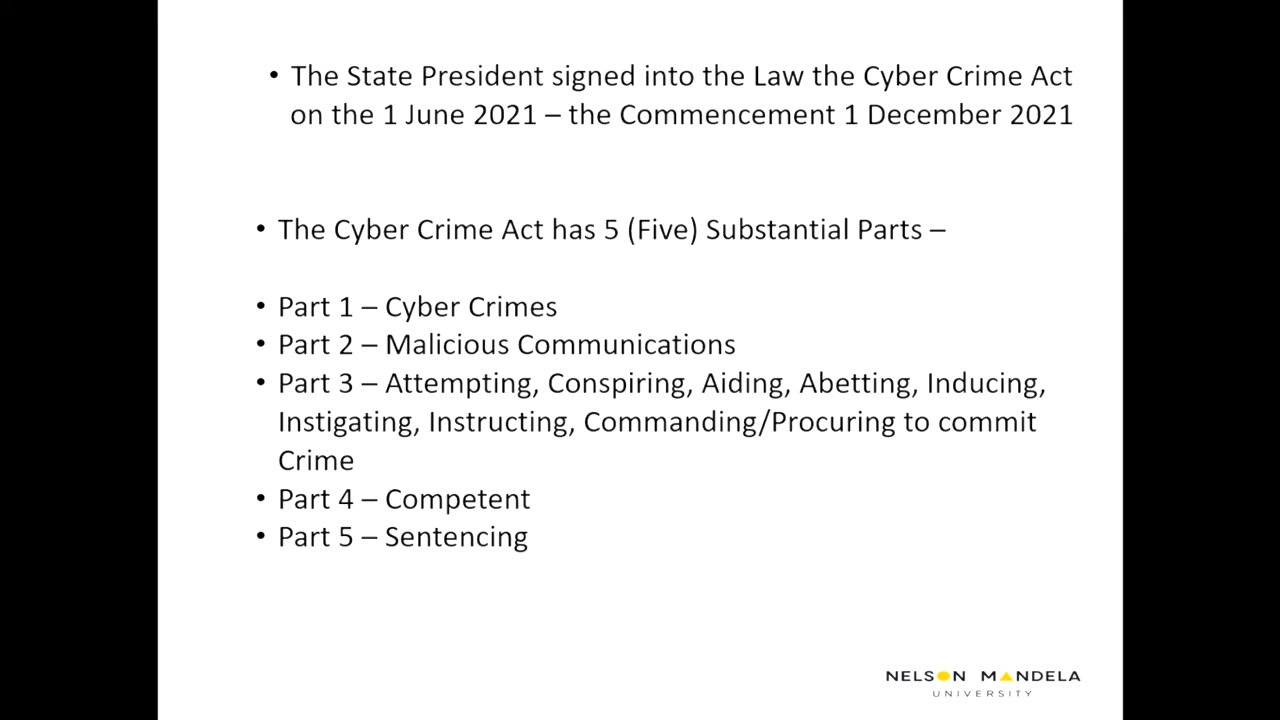 • The State President signed into the Law the Cyber Crime Act
on the 1 June 2021 – the Commencement 1 December 2021
• The Cyber Crime Act has 5 (Five) Substantial Parts –
• Part 1 – Cyber Crimes
• Part 2 – Malicious Communications
• Part 3 – Attempting, Conspiring, Aiding, Abetting, Inducing,
Instigating, Instructing, Commanding/Procuring to commit
Crime
• Part 4 – Competent
• Part 5 – Sentencing
NELSON MANDELA
UNIVERSITY